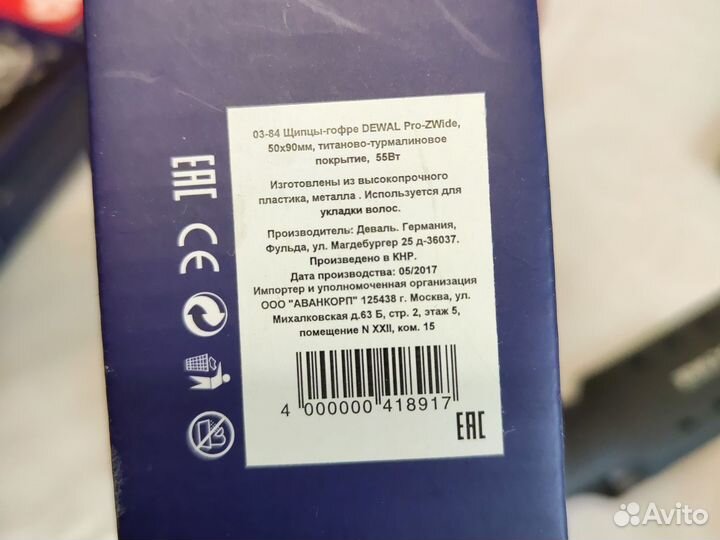 03-84 Щипцы-гофре DEWAL Pro-ZWide,
50х90мм, титаново-турмалиновое
покрытие, 55Вт
Изготовлены из высокопрочного
пластика, металла . Используется для
укладки волос.
Производитель: Деваль. Германия,
Фульда, ул. Магдебургер 25 д-36037.
Произведено в КНР.
Дата производства: 05/2017
Импортер и уполномоченная организация
ООО "АВАНКОРП" 125438 г. Москва, ул.
Михалковская д.63 Б, стр. 2, этаж 5,
помещение N XXII, ком. 15
4 000000 418917
EAC
EAC
CE
Avito